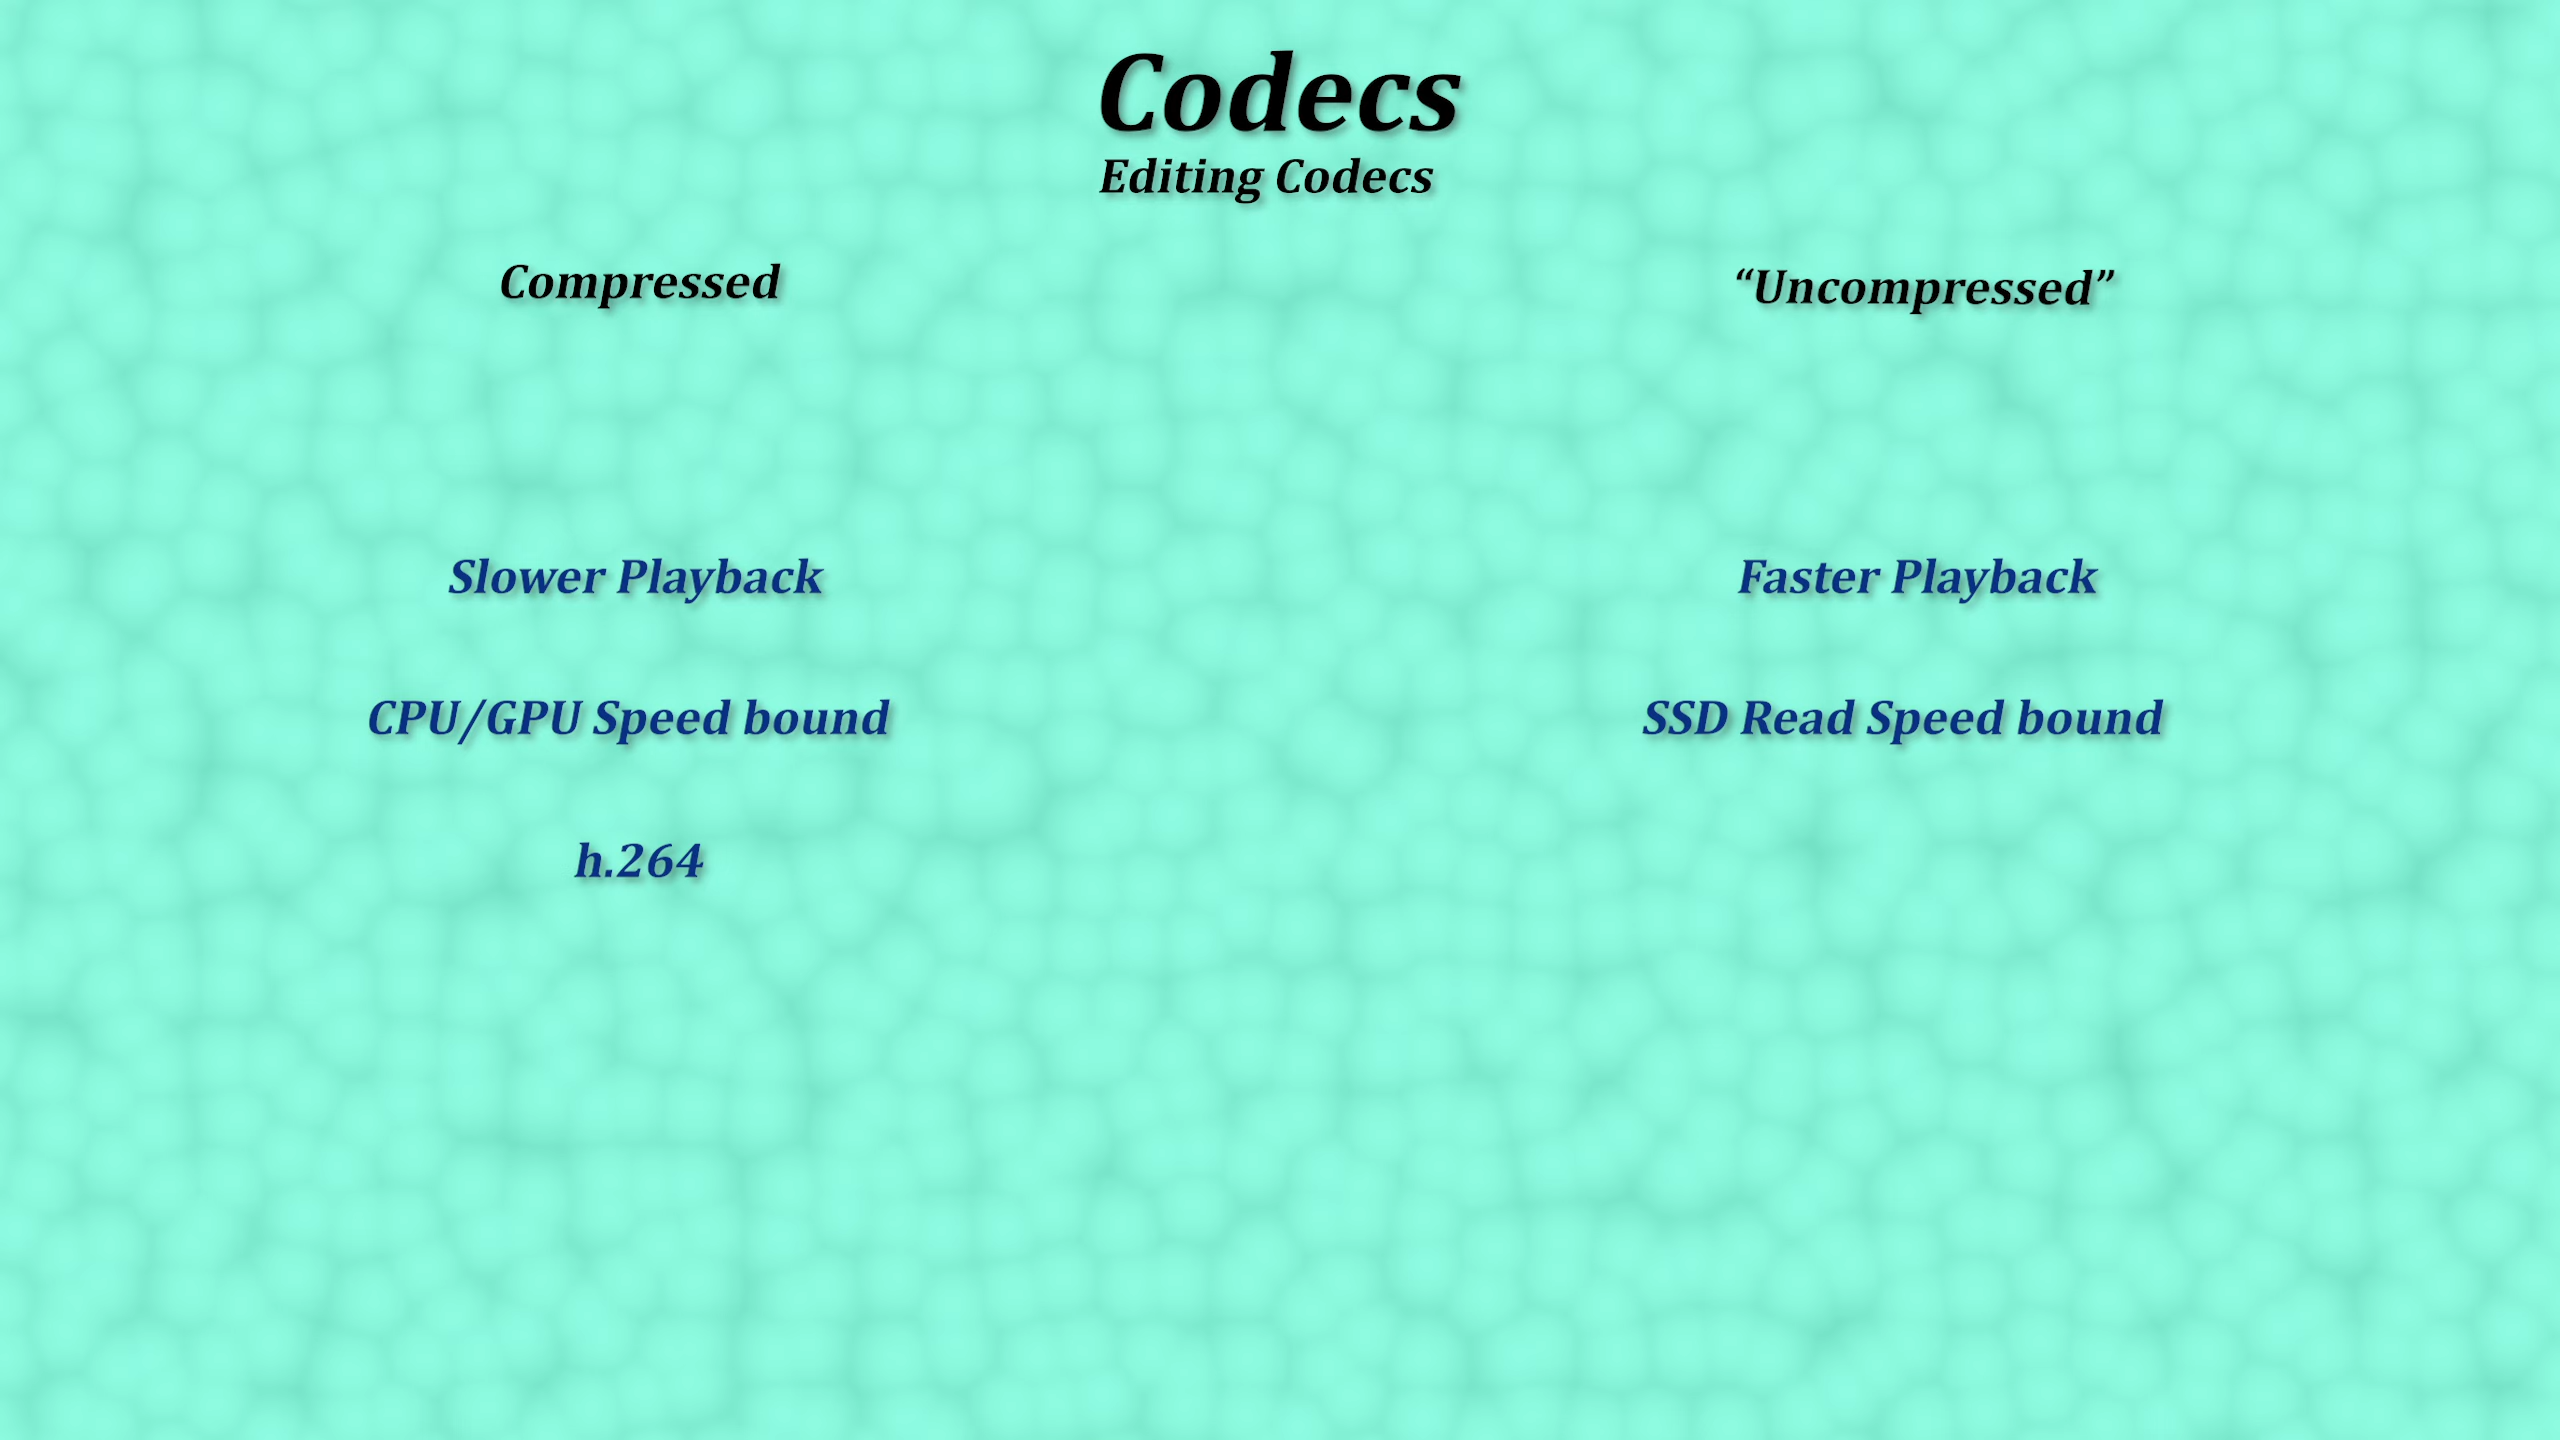 Codecs
Editing Codecs
Compressed
“Uncompressed”
Slower Playback
Faster Playback
CPU/GPU Speed bound
SSD Read Speed bound
h.264